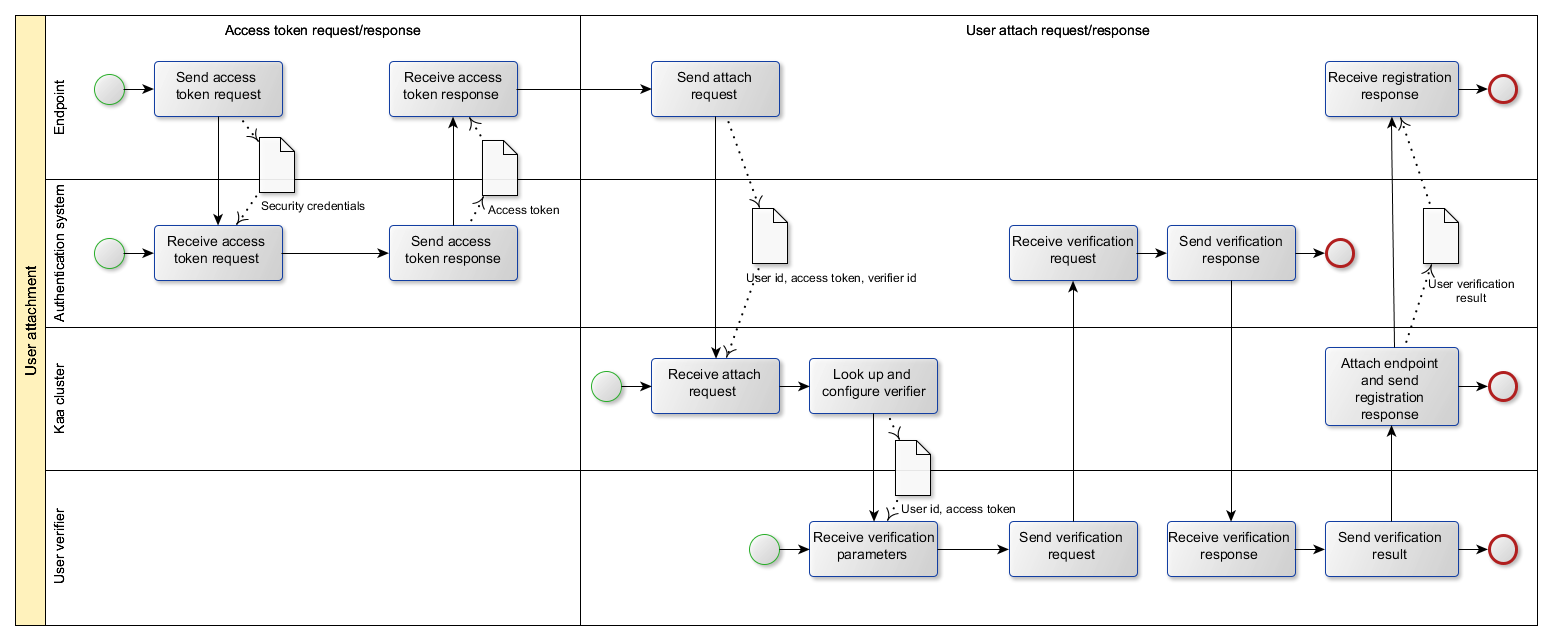 User attachment
Access token request/response
User attach request/response
Endpoint
Send access
token request
Receive access
token response
Send attach
request
Receive registration
response
Security credentials
Access token
Authentication system
Receive access
token request
Send access
token response
User id, access token, verifier id
Receive verification
request
Send verification
response
User verification
result
Kaa cluster
Receive attach
request
Look up and
configure verifier
Attach endpoint
and send
registration
response
User id, access token
User verifier
Receive verification
parameters
Send verification
request
Receive verification
response
Send verification
result